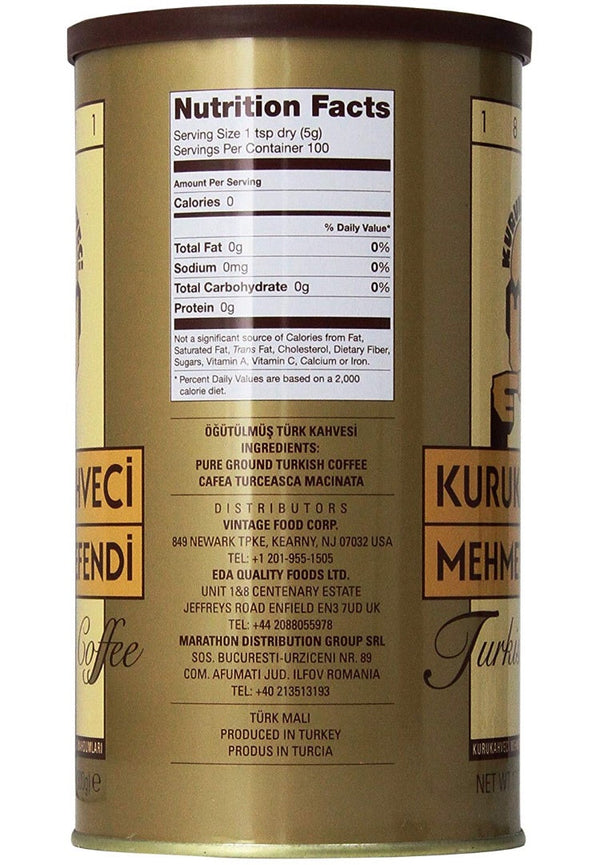 Nutrition Facts
Serving Size 1 tsp dry (5g)
Servings Per Container 100
Amount Per Serving
Calories 0
% Daily Value*
Total Fat 0g 0%
Sodium 0mg 0%
Total Carbohydrate 0g 0%
Protein 0g
Not a significant source of Calories from Fat,
Saturated Fat, Trans Fat, Cholesterol, Dietary Fiber,
Sugars, Vitamin A, Vitamin C, Calcium or Iron.
* Percent Daily Values are based on a 2,000
calorie diet.
ÖĞÜTÜLMÜŞ TÜRK KAHVESİ
INGREDIENTS:
PURE GROUND TURKISH COFFEE
CAFEA TURCEASCA MACINATA
DISTRIBUTORS
VINTAGE FOOD CORP.
849 NEWARK TPKE, KEARNY, NJ 07032 USA
TEL: +1 201-955-1505
EDA QUALITY FOODS LTD.
UNIT 1&8 CENTENARY ESTATE
JEFFREYS ROAD ENFIELD EN3 7UD UK
TEL: +44 2088055978
MARATHON DISTRIBUTION GROUP SRL
SOS. BUCURESTI-URZICENI NR. 89
COM. AFUMATI JUD. ILFOV ROMANIA
TEL: +40 213513193
TÜRK MALI
PRODUCED IN TURKEY
PRODUS IN TURCIA
1
HVECİ
FENDİ
Coffee
1 8
KURUK
MEHME
Turkis
KURUKAHVECİ
NET